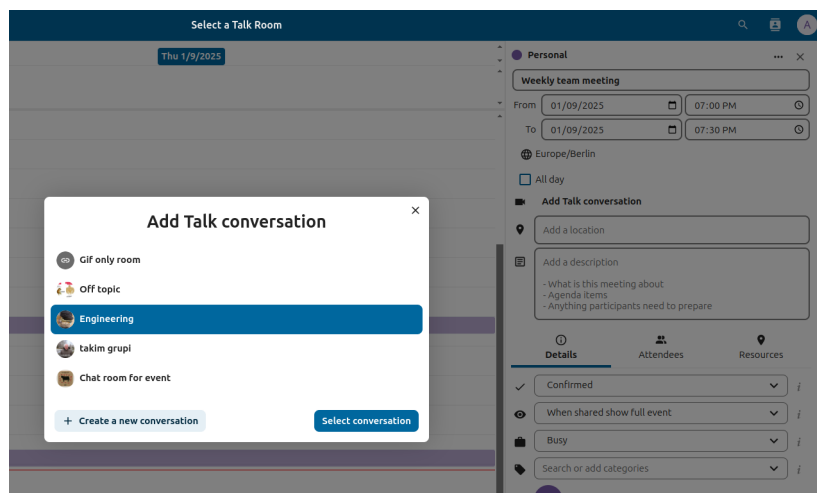 Select a Talk Room
A
Thu 1/9/2025
Personal
Weekly team meeting
From 01/09/2025 07:00 PM
To 01/09/2025 07:30 PM
Europe/Berlin
All day
Add Talk conversation
Add a location
Add a description
- What is this meeting about
- Agenda items
- Anything participants need to prepare
Details Attendees Resources
Confirmed
When shared show full event
Busy
Search or add categories
Add Talk conversation
Gif only room
Off topic
Engineering
takim grupi
Chat room for event
+ Create a new conversation
Select conversation